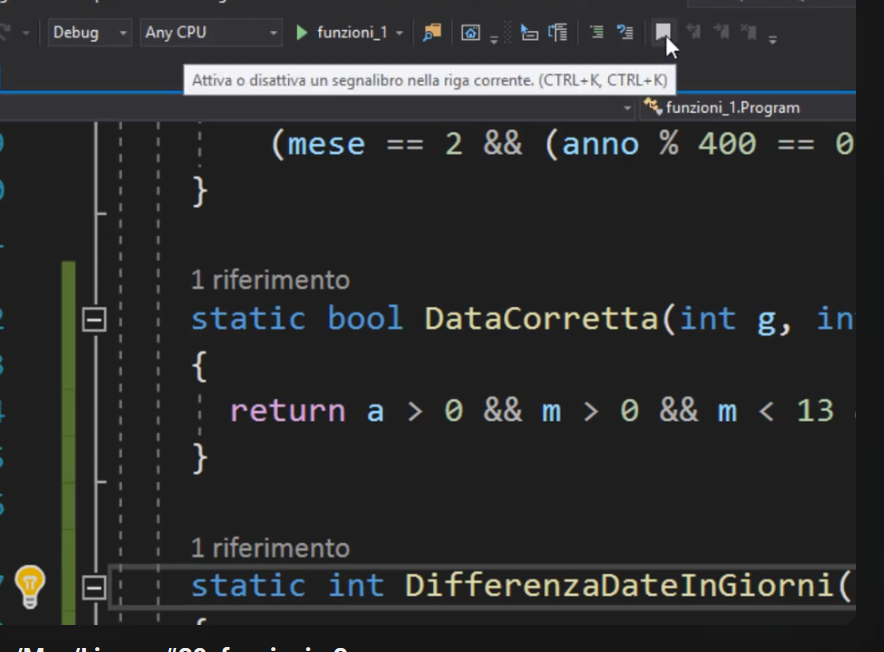 Debug Any CPU funzioni_1
Attiva o disattiva un segnalibro nella riga corrente. (CTRL+K, CTRL+K)
funzioni_1.Program
(mese == 2 && (anno % 400 == 0
}
1 riferimento
static bool DataCorretta(int g, in
{
return a > 0 && m > 0 && m < 13
}
1 riferimento
static int DifferenzaDateInGiorni(